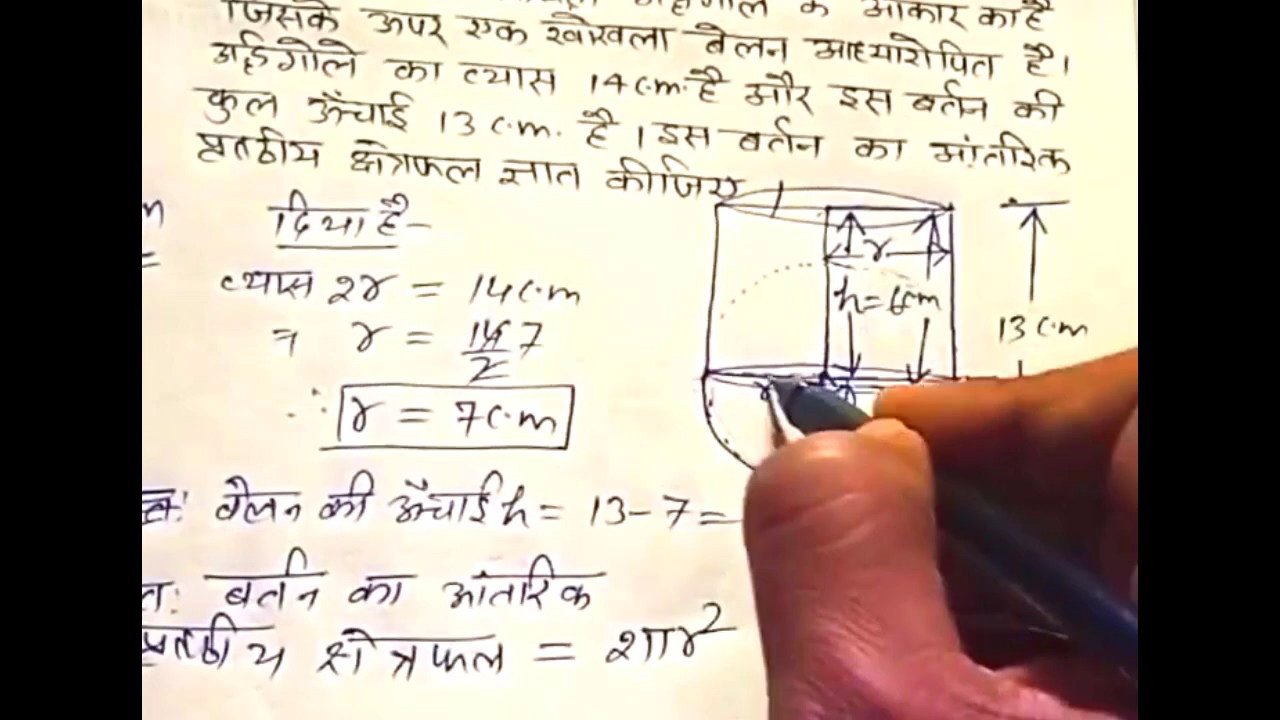 के आकार का है
जिसके ऊपर एक खोखला बेलन अध्यारोपित है।
अर्द्धगोले का व्यास 14 c.m. है और इस बर्तन की
कुल ऊँचाई 13 c.m. है । इस बर्तन का आंतरिक
पृष्ठीय क्षेत्रफल ज्ञात कीजिए
m
दिया है-
व्यास 2r = 14 c.m
⇒ r = 14/2 7
∴ r = 7 c.m
r
h = 6 cm
13 c.m
r
बेलन की ऊँचाई h = 13 - 7 =
बर्तन का आंतरिक
पृष्ठीय क्षेत्रफल = 2πr²